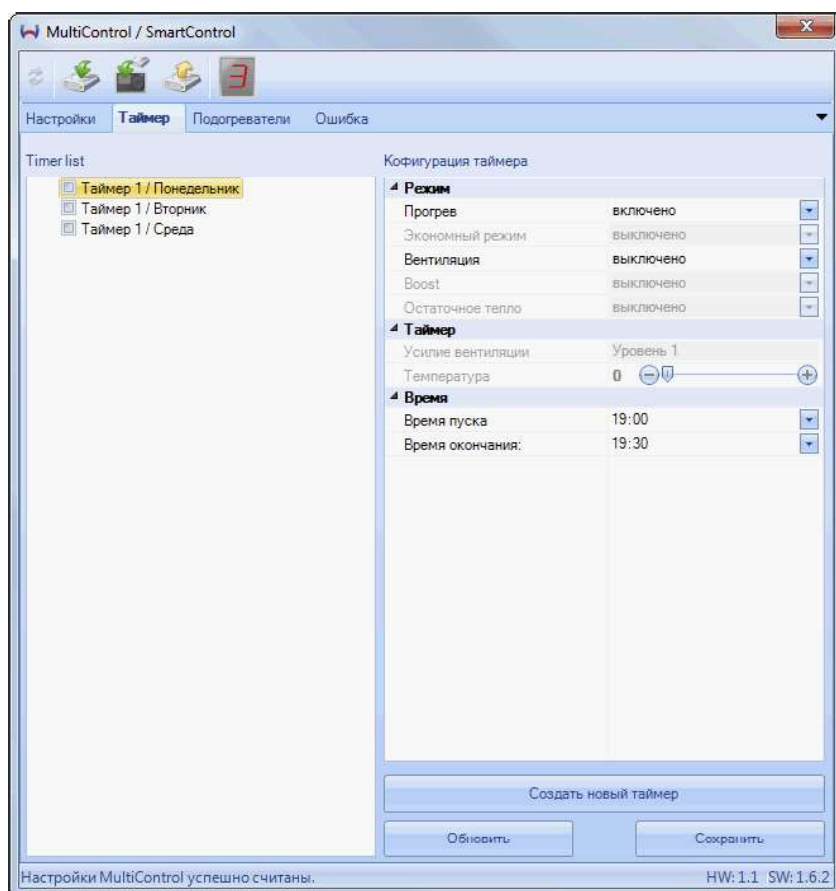 MultiControl / SmartControl
Настройки Таймер Подогреватели Ошибка
Timer list
Таймер 1 / Понедельник
Таймер 1 / Вторник
Таймер 1 / Среда
Кофигурация таймера
Режим
Прогрев включено
Экономный режим выключено
Вентиляция выключено
Boost выключено
Остаточное тепло выключено
Таймер
Усилие вентиляции Уровень 1
Температура 0
Время
Время пуска 19:00
Время окончания: 19:30
Создать новый таймер
Обновить Сохранить
Настройки MultiControl успешно считаны. HW: 1.1 SW: 1.6.2